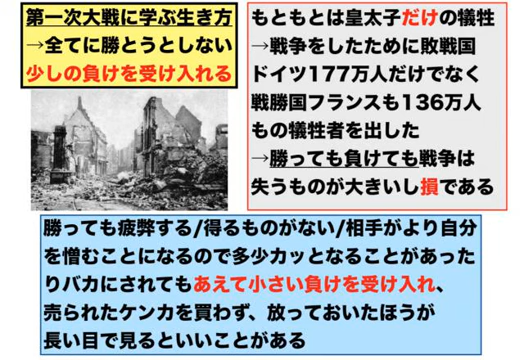 第一次大戦に学ぶ生き方
→全てに勝とうとしない
少しの負けを受け入れる
もともとは皇太子だけの犠牲
→戦争をしたために敗戦国
ドイツ177万人だけでなく
戦勝国フランスも136万人
もの犠牲者を出した
→勝っても負けても戦争は
失うものが大きいし損である
勝っても疲弊する/得るものがない/相手がより自分
を憎むことになるので多少カッとなることがあった
りバカにされてもあえて小さい負けを受け入れ、
売られたケンカを買わず、放っておいたほうが
長い目で見るといいことがある